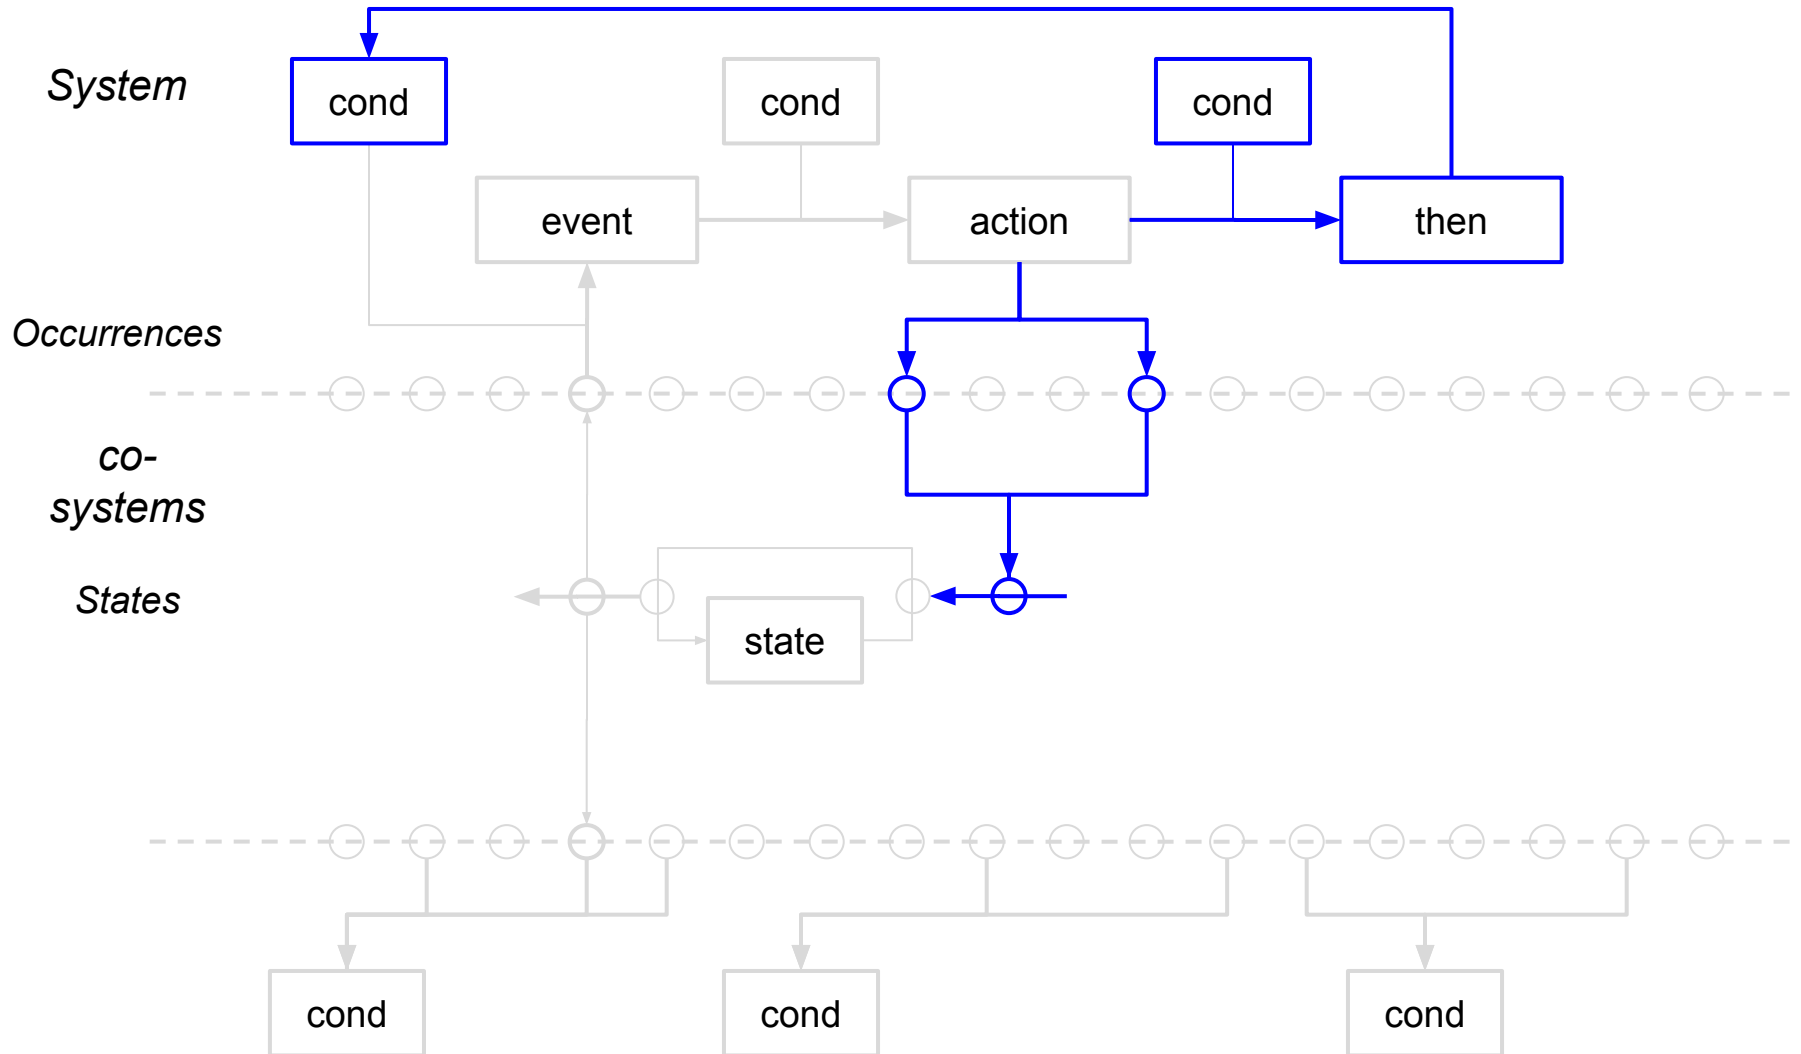 System
cond
cond
cond
event
action
then
Occurrences
co-
systems
States
state
cond
cond
cond